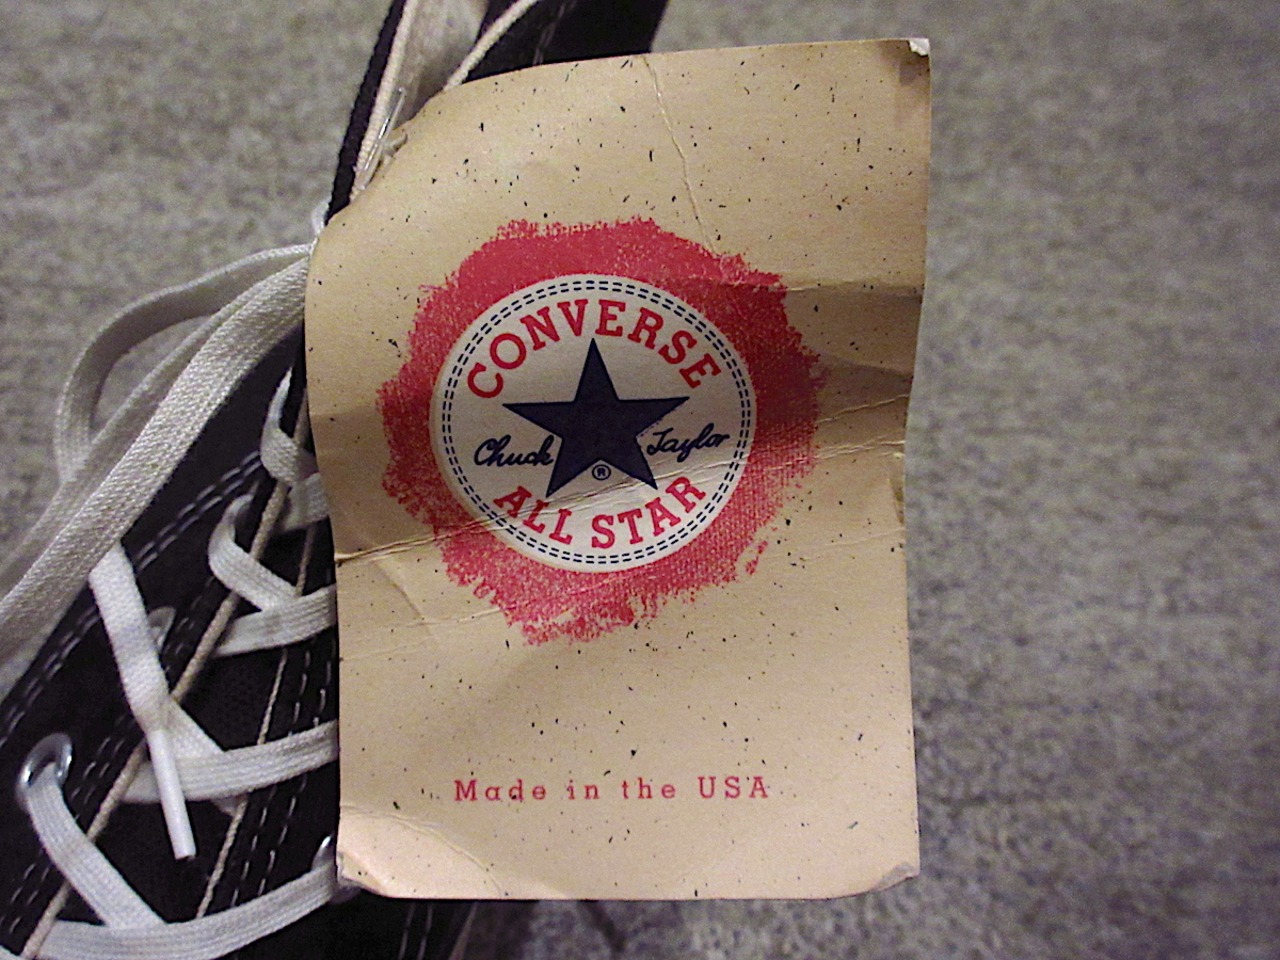 CONVERSE
Chuck Taylor
®
ALL STAR
Made in the USA